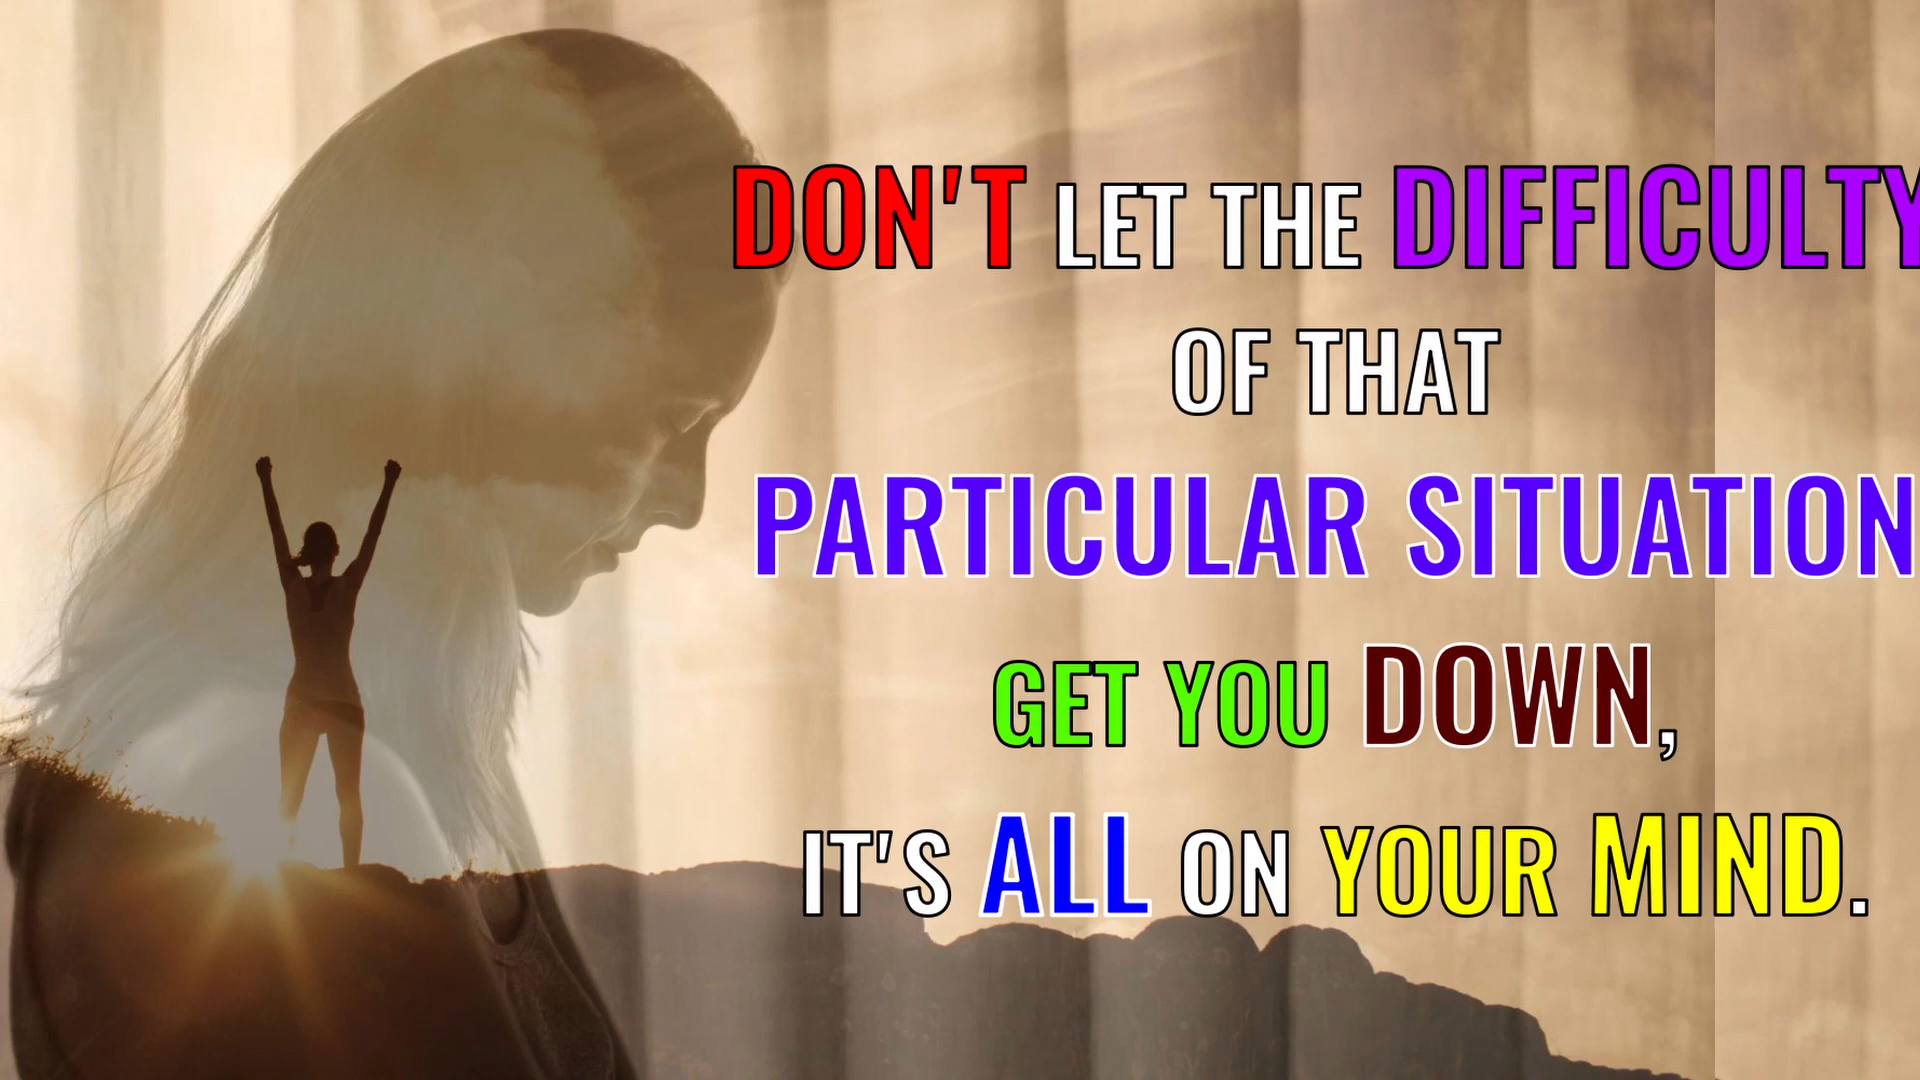 DON'T LET THE DIFFICULTY
OF THAT
PARTICULAR SITUATION
GET YOU DOWN,
IT'S ALL ON YOUR MIND.